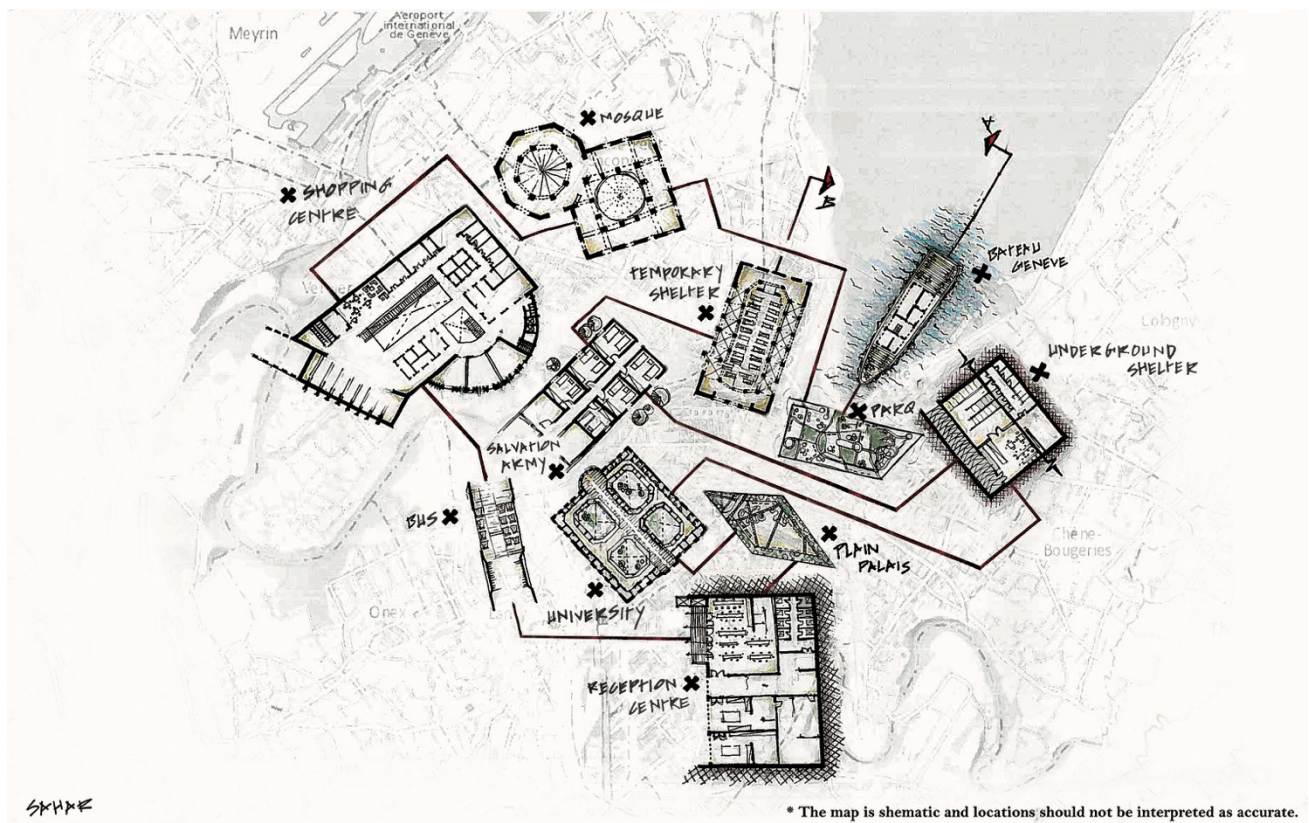 Meyrin
Aéroport
international
de Genève
MOSQUE
SHOPPING
CENTRE
A
B
BATEAU
GENEVE
TEMPORARY
SHELTER
Cologny
UNDERGROUND
SHELTER
PARQ
SALVATION
ARMY
BUS
PLAIN
PALAIS
Chêne-
Bougeries
Onex
UNIVERSITY
RECEPTION
CENTRE
SAHAR
* The map is shematic and locations should not be interpreted as accurate.